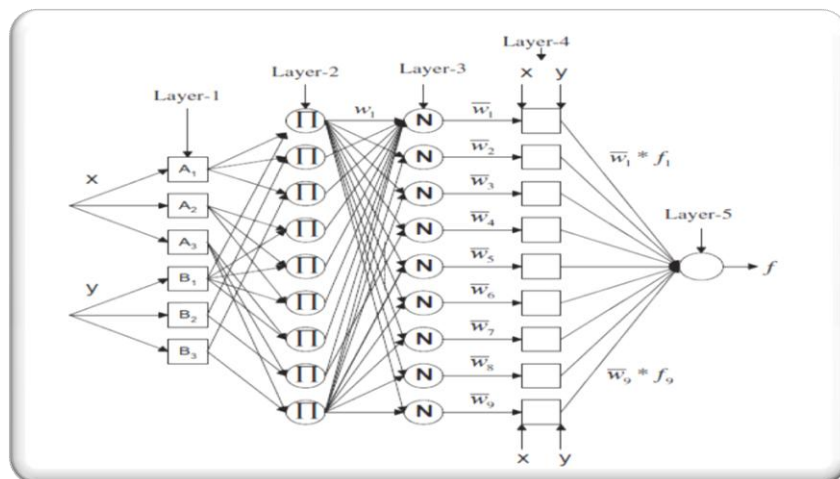 Layer-4
Layer-2
Layer-3
x y
Layer-1
w₁
w̅₁
w̅₂
w̅₃
w̅₄
w̅₅
w̅₆
w̅₇
w̅₈
w̅₉
x
y
A₁
A₂
A₃
B₁
B₂
B₃
Π
Π
Π
Π
Π
Π
Π
Π
Π
N
N
N
N
N
N
N
N
N
w̅₁ * f₁
Layer-5
f
w̅₉ * f₉
x y